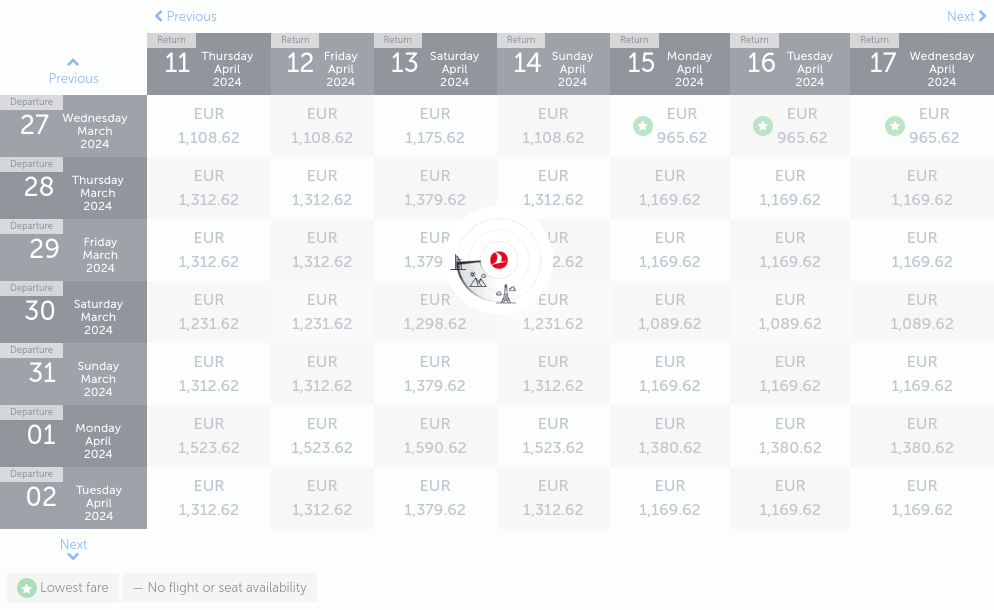 Previous Next
Return Return Return Return Return Return Return
11 Thursday April 2024 12 Friday April 2024 13 Saturday April 2024 14 Sunday April 2024 15 Monday April 2024 16 Tuesday April 2024 17 Wednesday April 2024
Previous
Departure
27 Wednesday March 2024
EUR EUR EUR EUR EUR EUR EUR
1,108.62 1,108.62 1,175.62 1,108.62 965.62 965.62 965.62
Departure
28 Thursday March 2024
EUR EUR EUR EUR EUR EUR EUR
1,312.62 1,312.62 1,379.62 1,312.62 1,169.62 1,169.62 1,169.62
Departure
29 Friday March 2024
EUR EUR EUR UR EUR EUR EUR
1,312.62 1,312.62 1,379 2.62 1,169.62 1,169.62 1,169.62
Departure
30 Saturday March 2024
EUR EUR EUR EUR EUR EUR EUR
1,231.62 1,231.62 1,298.62 1,231.62 1,089.62 1,089.62 1,089.62
Departure
31 Sunday March 2024
EUR EUR EUR EUR EUR EUR EUR
1,312.62 1,312.62 1,379.62 1,312.62 1,169.62 1,169.62 1,169.62
Departure
01 Monday April 2024
EUR EUR EUR EUR EUR EUR EUR
1,523.62 1,523.62 1,590.62 1,523.62 1,380.62 1,380.62 1,380.62
Departure
02 Tuesday April 2024
EUR EUR EUR EUR EUR EUR EUR
1,312.62 1,312.62 1,379.62 1,312.62 1,169.62 1,169.62 1,169.62
Next
Lowest fare — No flight or seat availability